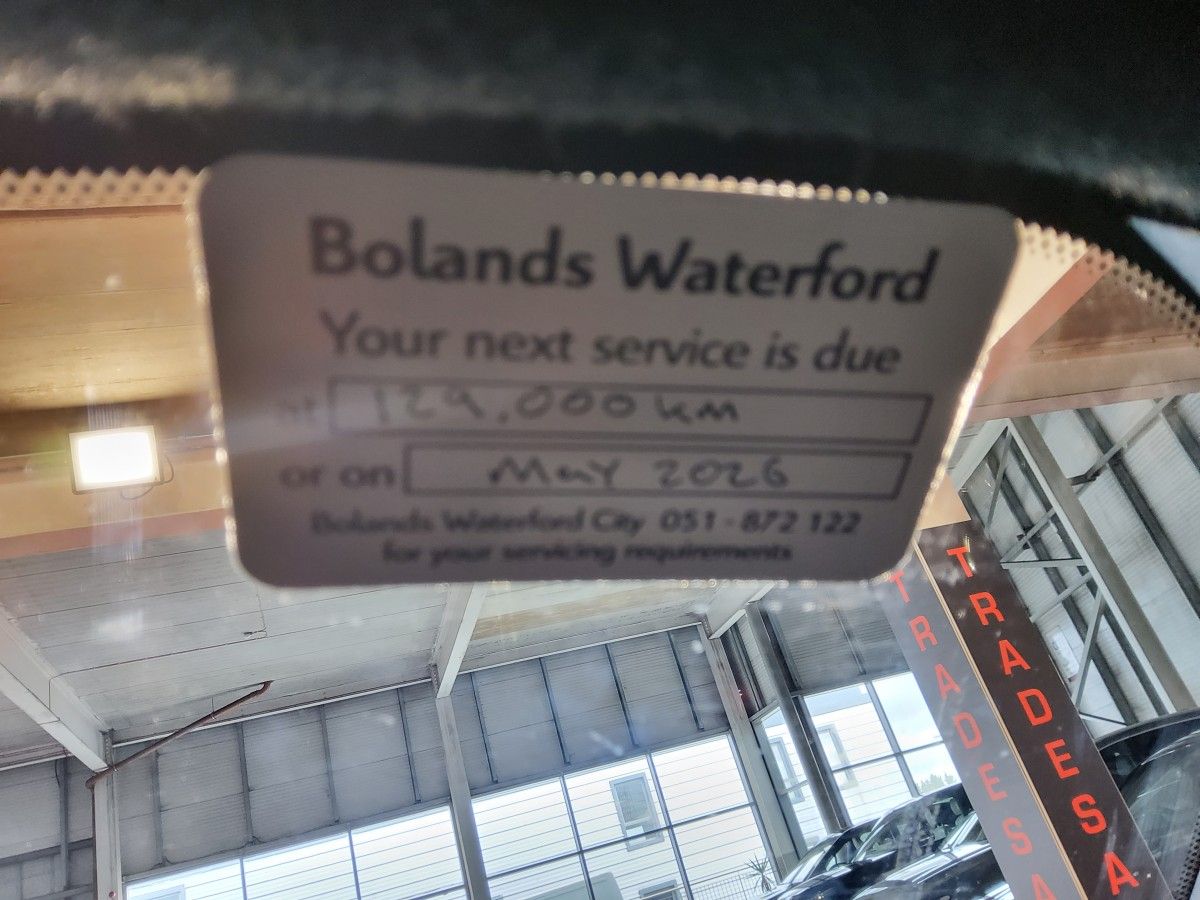 Bolands Waterford
Your next service is due
at 129.000 km
or on May 2026
Bolands Waterford City 051 - 872 122
for your servicing requirements
TRADESA
TRADESA